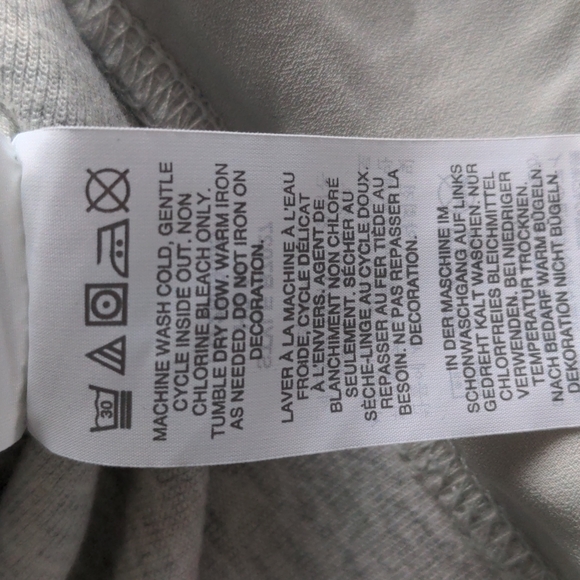 30
MACHINE WASH COLD, GENTLE
CYCLE INSIDE OUT. NON
CHLORINE BLEACH ONLY.
TUMBLE DRY LOW. WARM IRON
AS NEEDED. DO NOT IRON ON
DECORATION.
LAVER À LA MACHINE À L'EAU
FROIDE, CYCLE DÉLICAT
À L'ENVERS. AGENT DE
BLANCHIMENT NON CHLORÉ
SEULEMENT. SÉCHER AU
SÈCHE-LINGE AU CYCLE DOUX.
REPASSER AU FER TIÈDE AU
BESOIN. NE PAS REPASSER LA
DECORATION.
IN DER MASCHINE IM
SCHONWASCHGANG AUF LINKS
GEDREHT KALT WASCHEN. NUR
CHLORFREIES BLEICHMITTEL
VERWENDEN. BEI NIEDRIGER
TEMPERATUR TROCKNEN.
NACH BEDARF WARM BÜGELN.
DEKORATION NICHT BÜGELN.